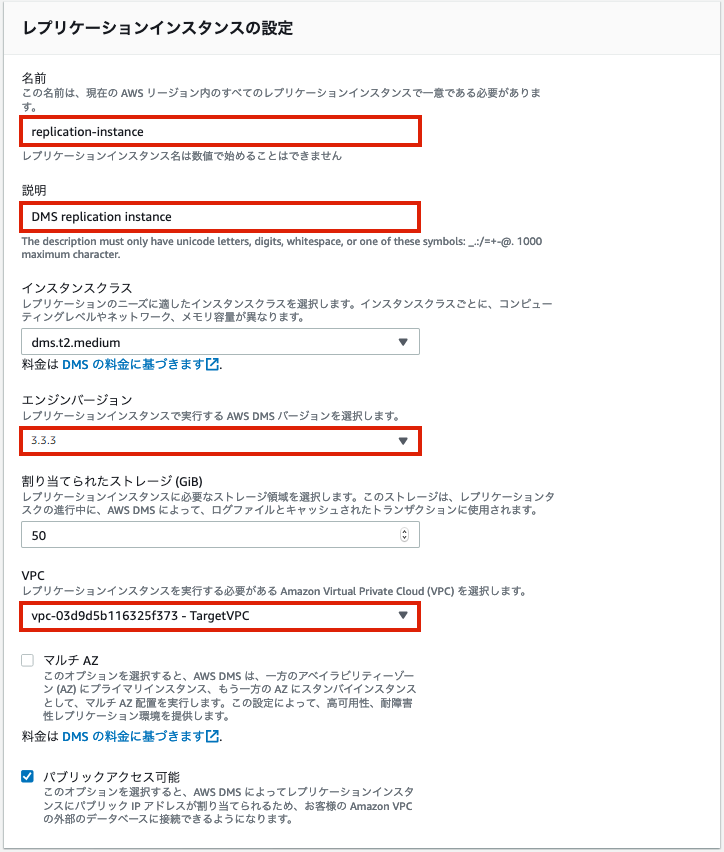 レプリケーションインスタンスの設定
名前
この名前は、現在の AWS リージョン内のすべてのレプリケーションインスタンスで一意である必要がありま
す。
replication-instance
レプリケーションインスタンス名は数値で始めることはできません
説明
DMS replication instance
The description must only have unicode letters, digits, whitespace, or one of these symbols: _.:/=+-@. 1000
maximum character.
インスタンスクラス
レプリケーションのニーズに適したインスタンスクラスを選択します。インスタンスクラスごとに、コンピュー
ティングレベルやネットワーク、メモリ容量が異なります。
dms.t2.medium
料金は DMS の料金に基づきます.
エンジンバージョン
レプリケーションインスタンスで実行する AWS DMS バージョンを選択します。
3.3.3
割り当てられたストレージ (GiB)
レプリケーションインスタンスに必要なストレージ領域を選択します。このストレージは、レプリケーションタ
スクの進行中に、AWS DMS によって、ログファイルとキャッシュされたトランザクションに使用されます。
50
VPC
レプリケーションインスタンスを実行する必要がある Amazon Virtual Private Cloud (VPC) を選択します。
vpc-03d9d5b116325f373 - TargetVPC
マルチ AZ
このオプションを選択すると、AWS DMS は、一方のアベイラビリティーゾー
ン (AZ) にプライマリインスタンス、もう一方の AZ にスタンバイインスタンス
として、マルチ AZ 配置を実行します。この設定によって、高可用性、耐障害
性レプリケーション環境を提供します。
料金は DMS の料金に基づきます.
パブリックアクセス可能
このオプションを選択すると、AWS DMS によってレプリケーションインスタ
ンスにパブリック IP アドレスが割り当てられるため、お客様の Amazon VPC
の外部のデータベースに接続できるようになります。